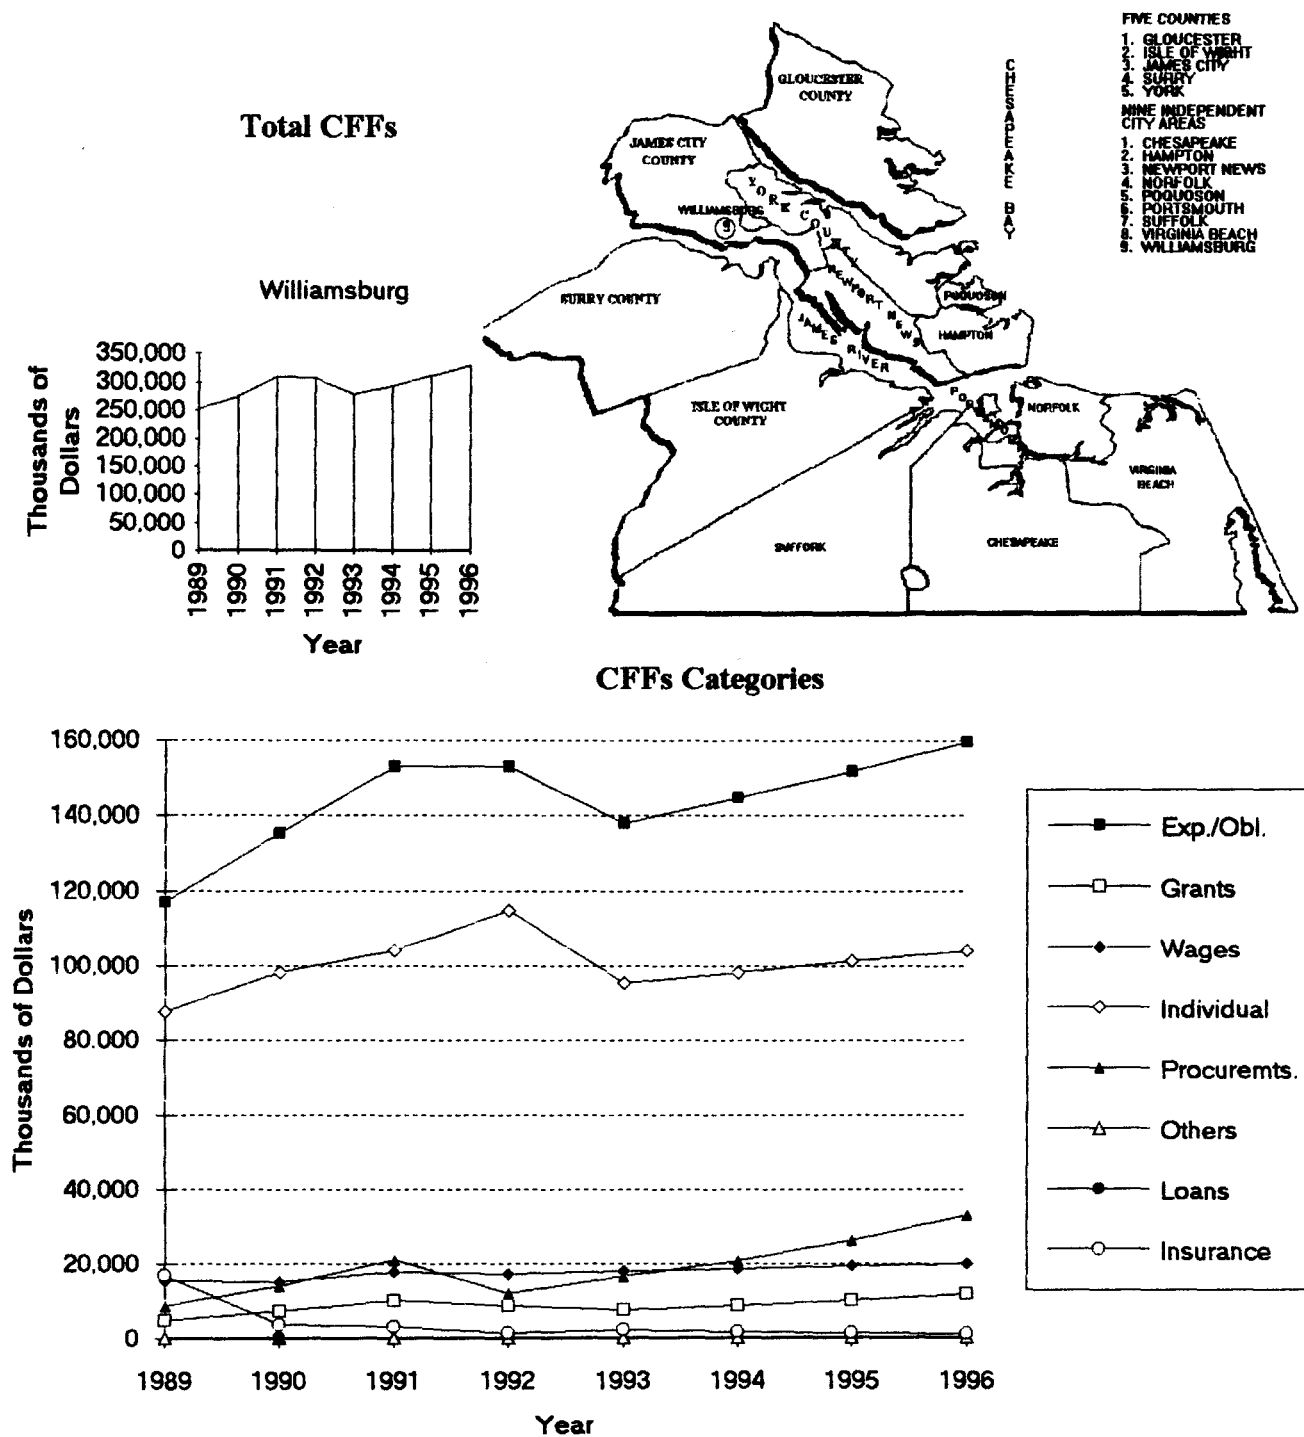 FIVE COUNTIES
1. GLOUCESTER
2. ISLE OF WIGHT
3. JAMES CITY
4. SURRY
5. YORK
NINE INDEPENDENT
CITY AREAS
1. CHESAPEAKE
2. HAMPTON
3. NEWPORT NEWS
4. NORFOLK
5. POQUOSON
6. PORTSMOUTH
7. SUFFOLK
8. VIRGINIA BEACH
9. WILLIAMSBURG
CHESAPEAKE BAY
GLOUCESTER
COUNTY
JAMES CITY
COUNTY
YORK COUNTY
WILLIAMSBURG
9
SURRY COUNTY
NEWPORT NEWS
POQUOSON
HAMPTON
JAMES RIVER
ISLE OF WIGHT
COUNTY
PORTSMOUTH
NORFOLK
VIRGINIA
BEACH
SUFFORK
CHESAPEAKE
Total CFFs
Williamsburg
Thousands of
Dollars
350,000
300,000
250,000
200,000
150,000
100,000
50,000
0
1989
1990
1991
1992
1993
1994
1995
1996
Year
CFFs Categories
Thousands of Dollars
160,000
140,000
120,000
100,000
80.000
60,000
40,000
20,000
0
1989 1990 1991 1992 1993 1994 1995 1996
Year
Exp./Obl.
Grants
Wages
Individual
Procuremts.
Others
Loans
Insurance